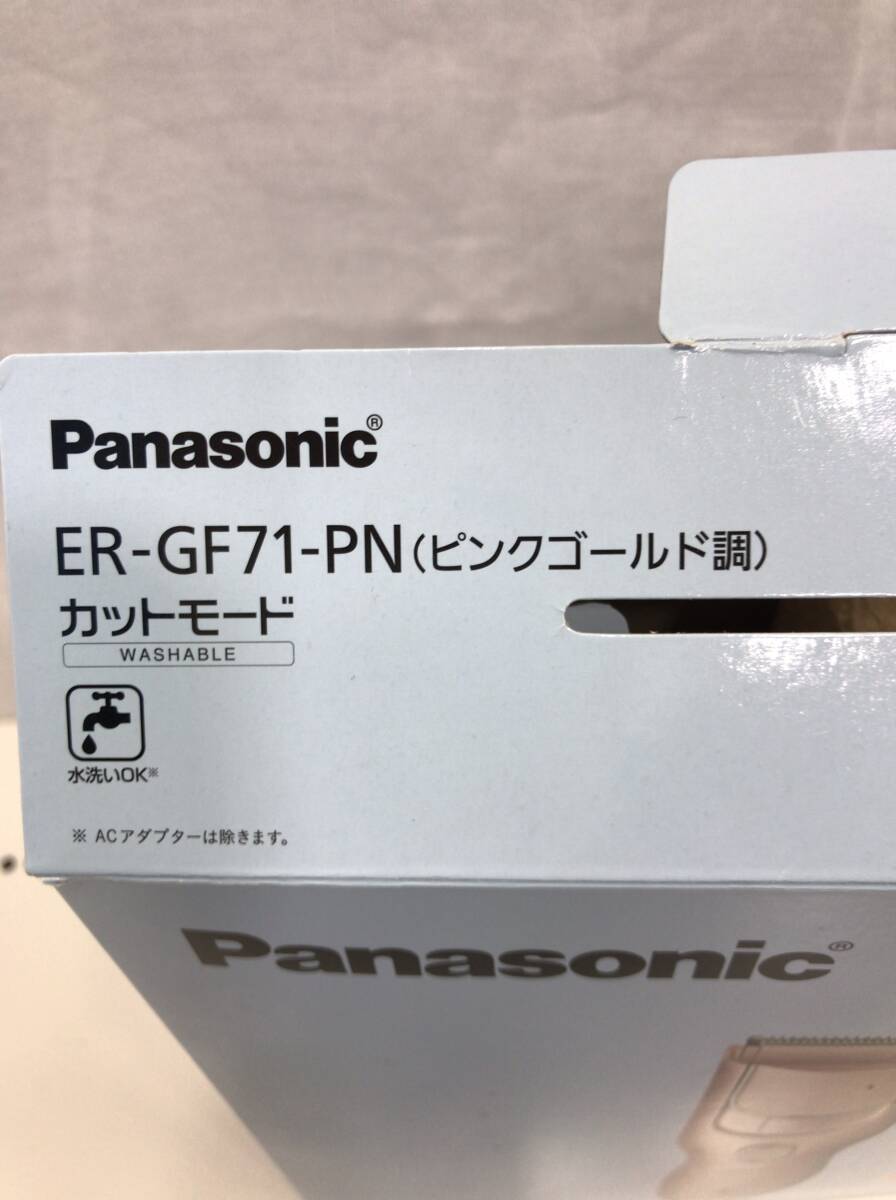 Panasonic®
ER-GF71-PN(ピンクゴールド調)
カットモード
WASHABLE
水洗いOK※
※ ACアダプターは除きます。
Panasonic®